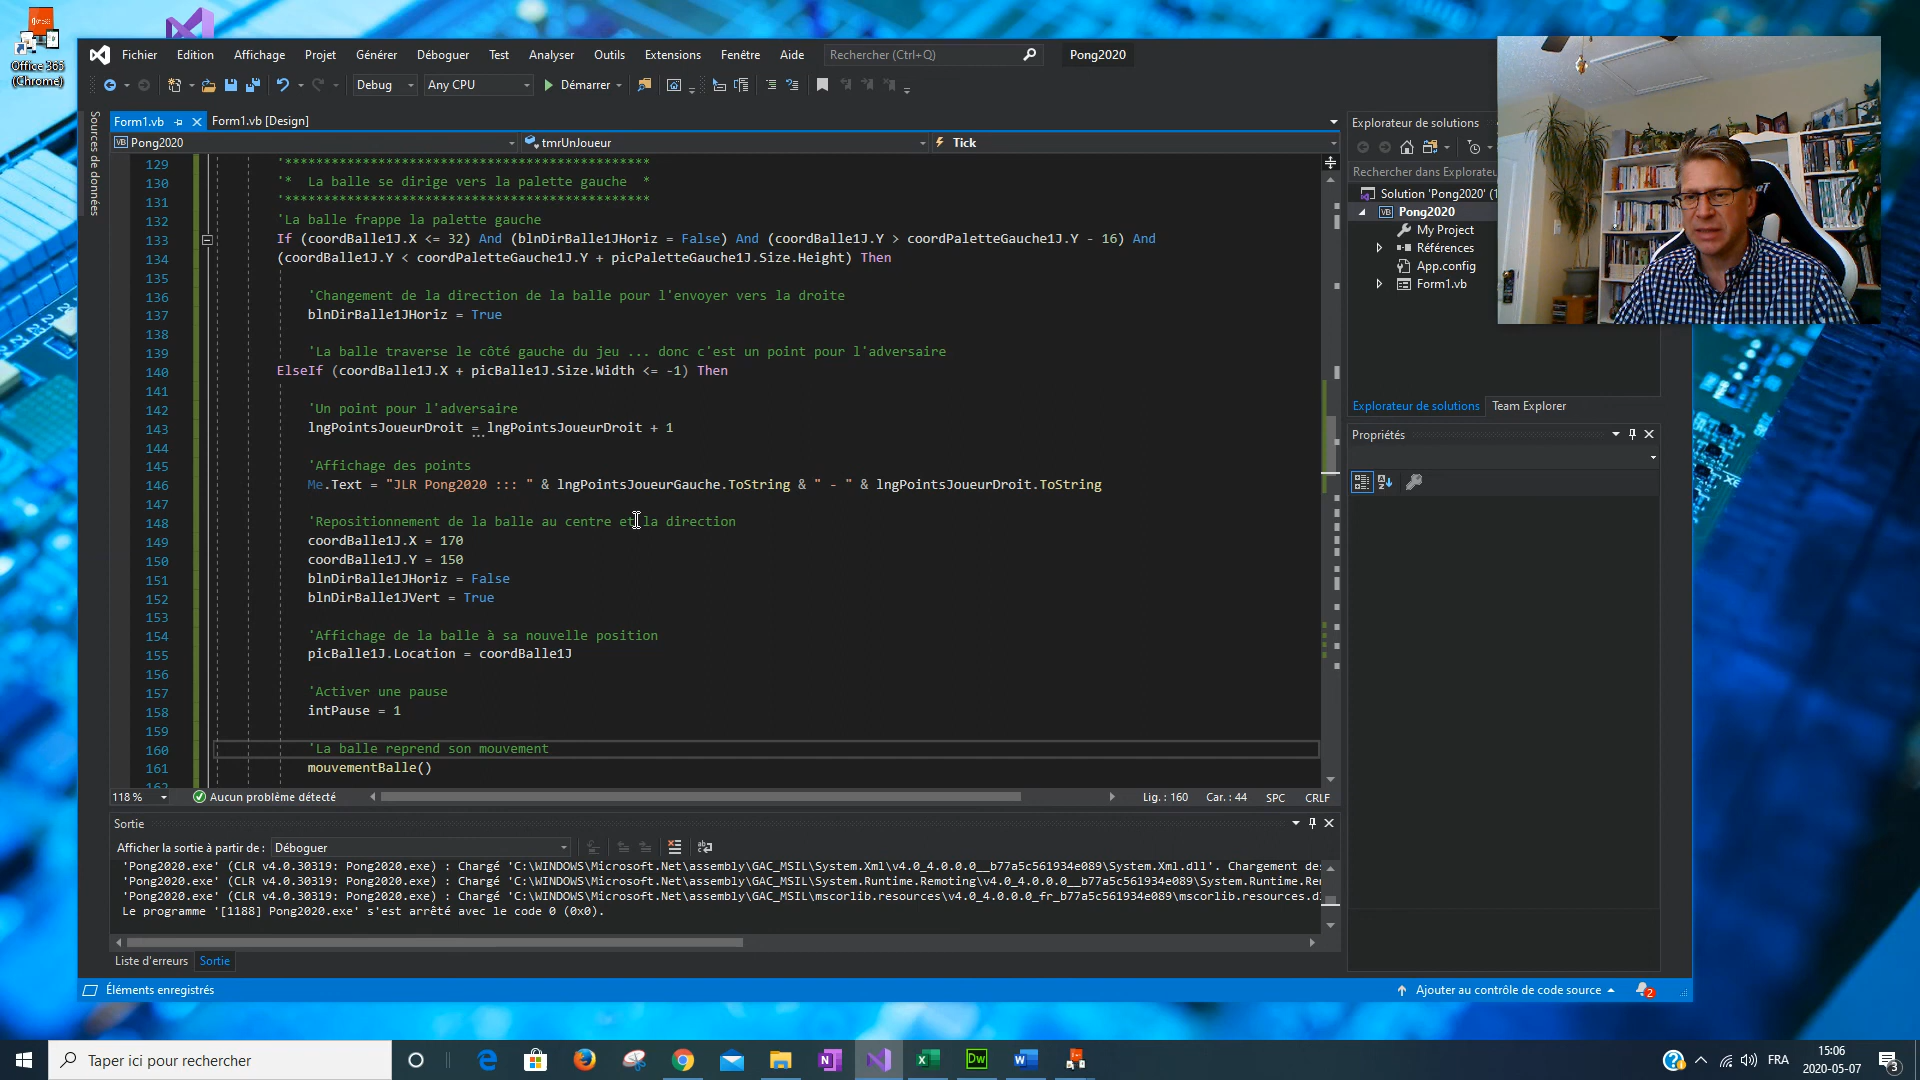 Office 365
(Chrome)
Fichier Edition Affichage Projet Générer Déboguer Test Analyser Outils Extensions Fenêtre Aide Rechercher (Ctrl+Q) Pong2020
Debug Any CPU Démarrer
Sources de données
Form1.vb Form1.vb [Design]
Pong2020 tmrUnJoueur Tick
129 '***********************************************
130 '* La balle se dirige vers la palette gauche *
131 '***********************************************
132 'La balle frappe la palette gauche
133 If (coordBalle1J.X <= 32) And (blnDirBalle1JHoriz = False) And (coordBalle1J.Y > coordPaletteGauche1J.Y - 16) And
134 (coordBalle1J.Y < coordPaletteGauche1J.Y + picPaletteGauche1J.Size.Height) Then
135
136 'Changement de la direction de la balle pour l'envoyer vers la droite
137 blnDirBalle1JHoriz = True
138
139 'La balle traverse le côté gauche du jeu ... donc c'est un point pour l'adversaire
140 ElseIf (coordBalle1J.X + picBalle1J.Size.Width <= -1) Then
141
142 'Un point pour l'adversaire
143 lngPointsJoueurDroit = lngPointsJoueurDroit + 1
144
145 'Affichage des points
146 Me.Text = "JLR Pong2020 ::: " & lngPointsJoueurGauche.ToString & " - " & lngPointsJoueurDroit.ToString
147
148 'Repositionnement de la balle au centre et la direction
149 coordBalle1J.X = 170
150 coordBalle1J.Y = 150
151 blnDirBalle1JHoriz = False
152 blnDirBalle1JVert = True
153
154 'Affichage de la balle à sa nouvelle position
155 picBalle1J.Location = coordBalle1J
156
157 'Activer une pause
158 intPause = 1
159
160 'La balle reprend son mouvement
161 mouvementBalle()
118 % Aucun problème détecté Lig. : 160 Car. : 44 SPC CRLF
Sortie
Afficher la sortie à partir de : Déboguer
'Pong2020.exe' (CLR v4.0.30319: Pong2020.exe) : Chargé 'C:\WINDOWS\Microsoft.Net\assembly\GAC_MSIL\System.Xml\v4.0_4.0.0.0__b77a5c561934e089\System.Xml.dll'. Chargement des
'Pong2020.exe' (CLR v4.0.30319: Pong2020.exe) : Chargé 'C:\WINDOWS\Microsoft.Net\assembly\GAC_MSIL\System.Runtime.Remoting\v4.0_4.0.0.0__b77a5c561934e089\System.Runtime.Re
'Pong2020.exe' (CLR v4.0.30319: Pong2020.exe) : Chargé 'C:\WINDOWS\Microsoft.Net\assembly\GAC_MSIL\mscorlib.resources\v4.0_4.0.0.0_fr_b77a5c561934e089\mscorlib.resources.d
Le programme '[1188] Pong2020.exe' s'est arrêté avec le code 0 (0x0).
Liste d'erreurs Sortie
Éléments enregistrés Ajouter au contrôle de code source 2
Explorateur de solutions
Rechercher dans Explorateu
Solution 'Pong2020' (1
Pong2020
My Project
Références
App.config
Form1.vb
Explorateur de solutions Team Explorer
Propriétés
Taper ici pour rechercher
FRA
15:06
2020-05-07
3